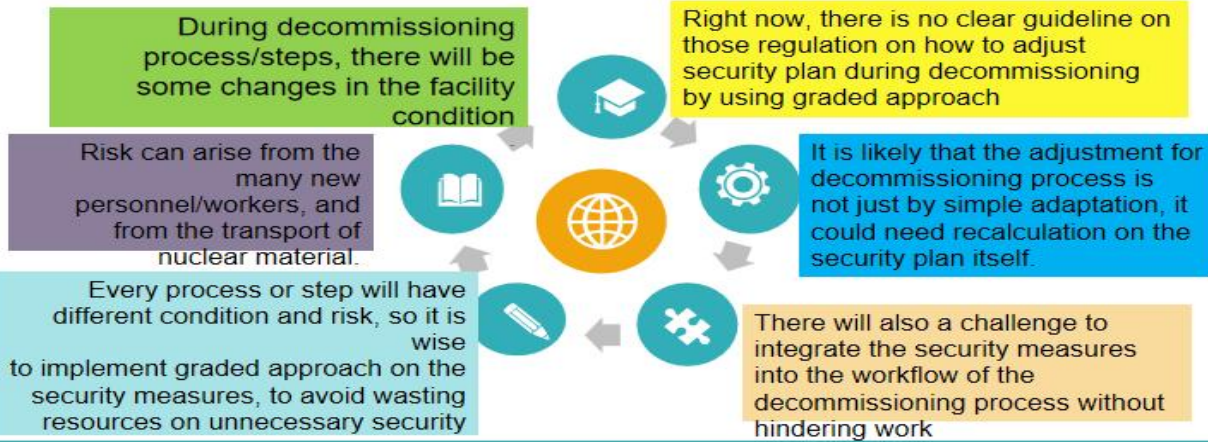 During decommissioning
process/steps, there will be
some changes in the facility
condition
Right now, there is no clear guideline on
those regulation on how to adjust
security plan during decommissioning
by using graded approach
Risk can arise from the
many new
personnel/workers, and
from the transport of
nuclear material.
It is likely that the adjustment for
decommissioning process is
not just by simple adaptation, it
could need recalculation on the
security plan itself.
Every process or step will have
different condition and risk, so it is
wise
to implement graded approach on the
security measures, to avoid wasting
resources on unnecessary security
There will also a challenge to
integrate the security measures
into the workflow of the
decommissioning process without
hindering work